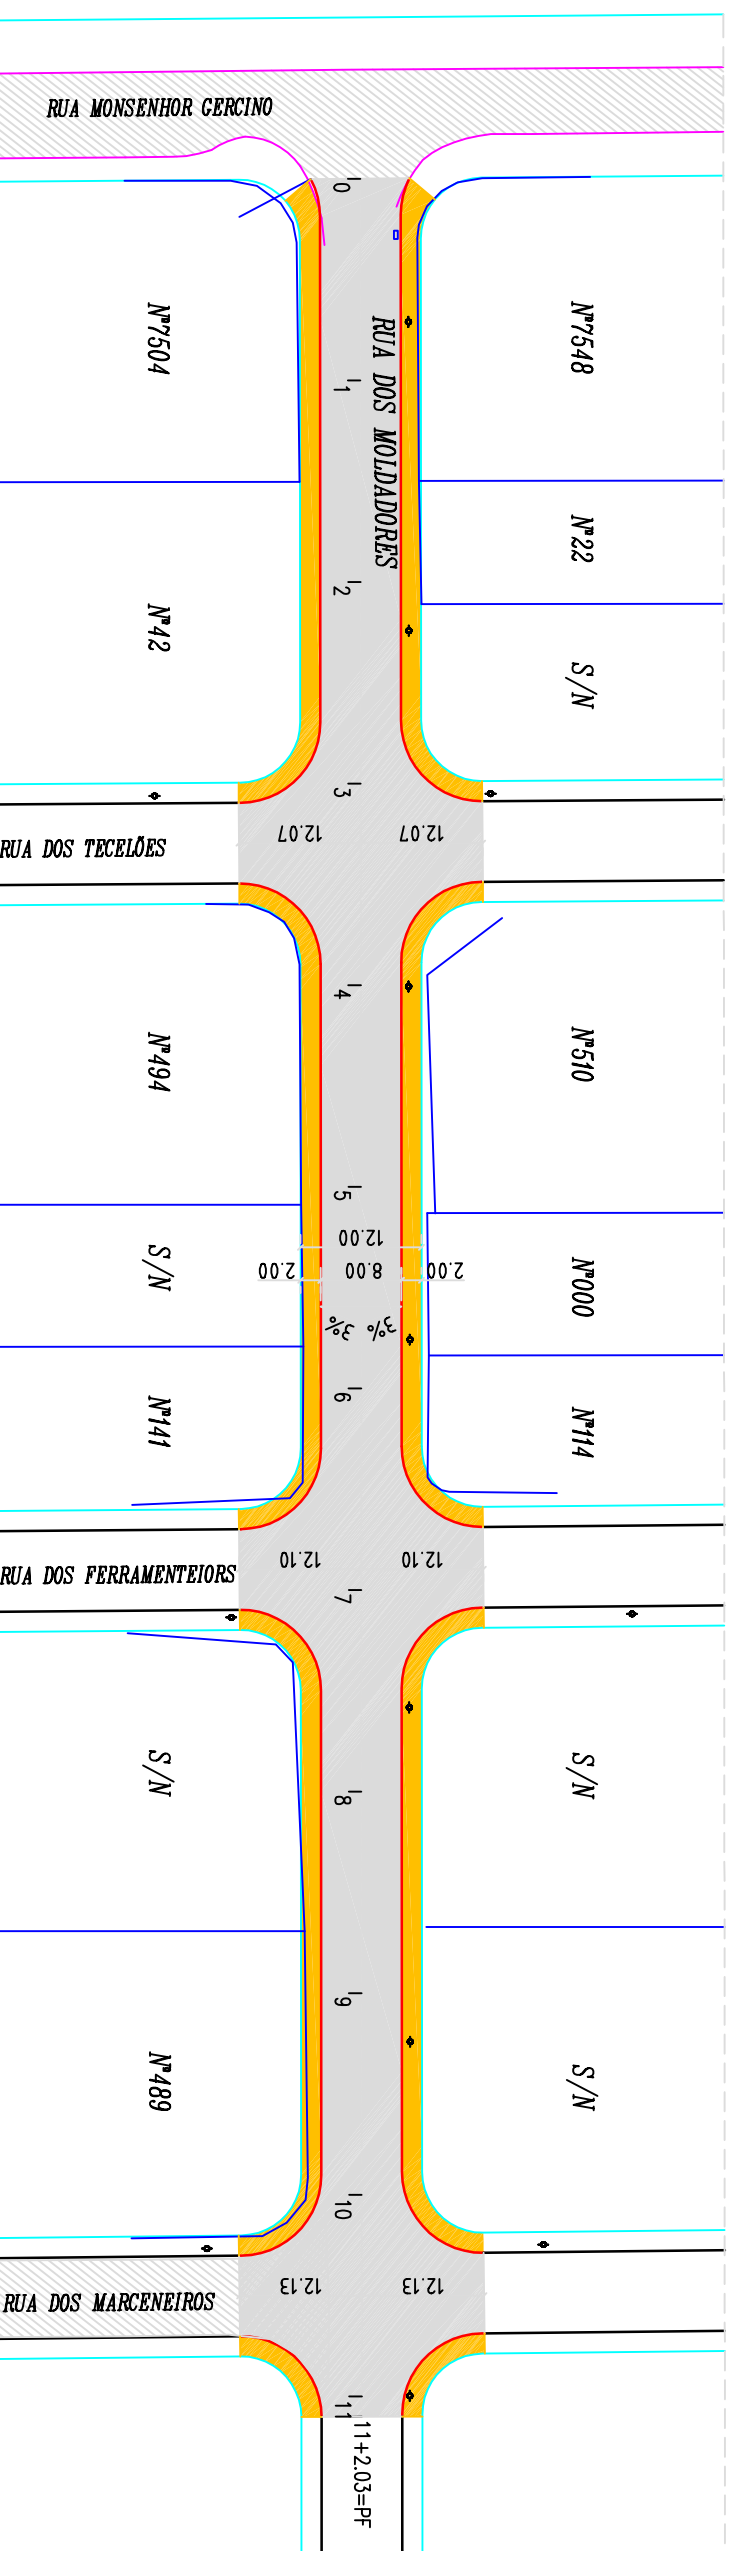 RUA MONSENHOR GERCINO
0
Nº7504
Nº7548
RUA DOS MOLDADORES
1
Nº22
2
Nº42
S/N
3
12.07
12.07
RUA DOS TECELÕES
4
Nº494
Nº510
5
12.00
S/N
2.00
8.00
2.00
Nº000
3%
3%
6
Nº141
Nº114
12.10
12.10
RUA DOS FERRAMENTEIORS
7
S/N
S/N
8
9
Nº489
S/N
10
12.13
12.13
RUA DOS MARCENEIROS
11
11+2.03=PF